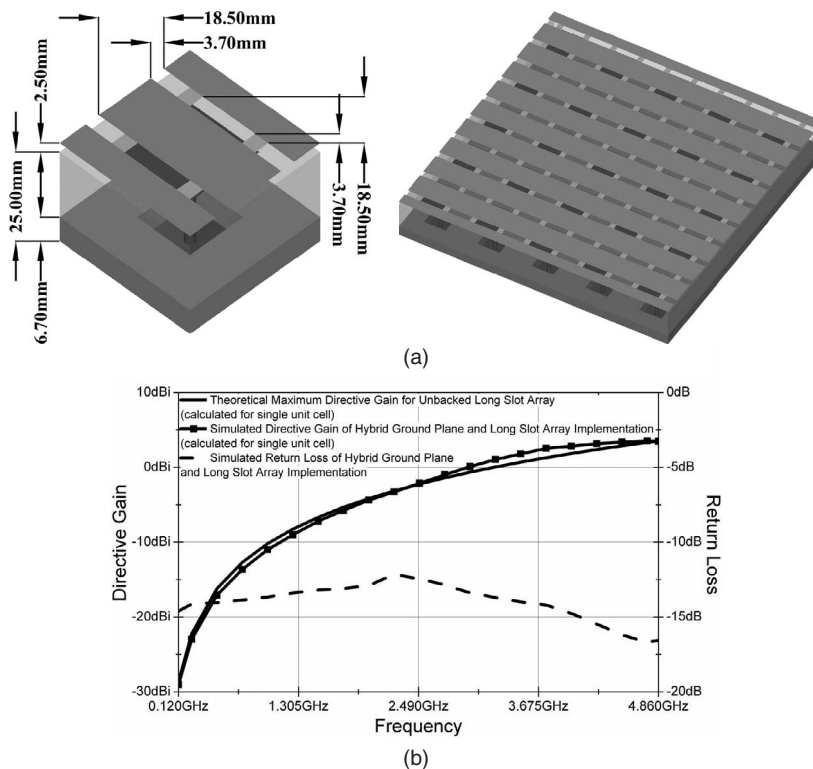 18.50mm
3.70mm
2.50mm
25.00mm
6.70mm
3.70mm
18.50mm
(a)
10dBi
0dBi
-10dBi
-20dBi
-30dBi
Directive Gain
Theoretical Maximum Directive Gain for Unbacked Long Slot Array
(calculated for single unit cell)
Simulated Directive Gain of Hybrid Ground Plane and Long Slot Array Implementation
(calculated for single unit cell)
Simulated Return Loss of Hybrid Ground Plane
and Long Slot Array Implementation
0dB
-5dB
-10dB
-15dB
-20dB
Return Loss
0.120GHz 1.305GHz 2.490GHz 3.675GHz 4.860GHz
Frequency
(b)